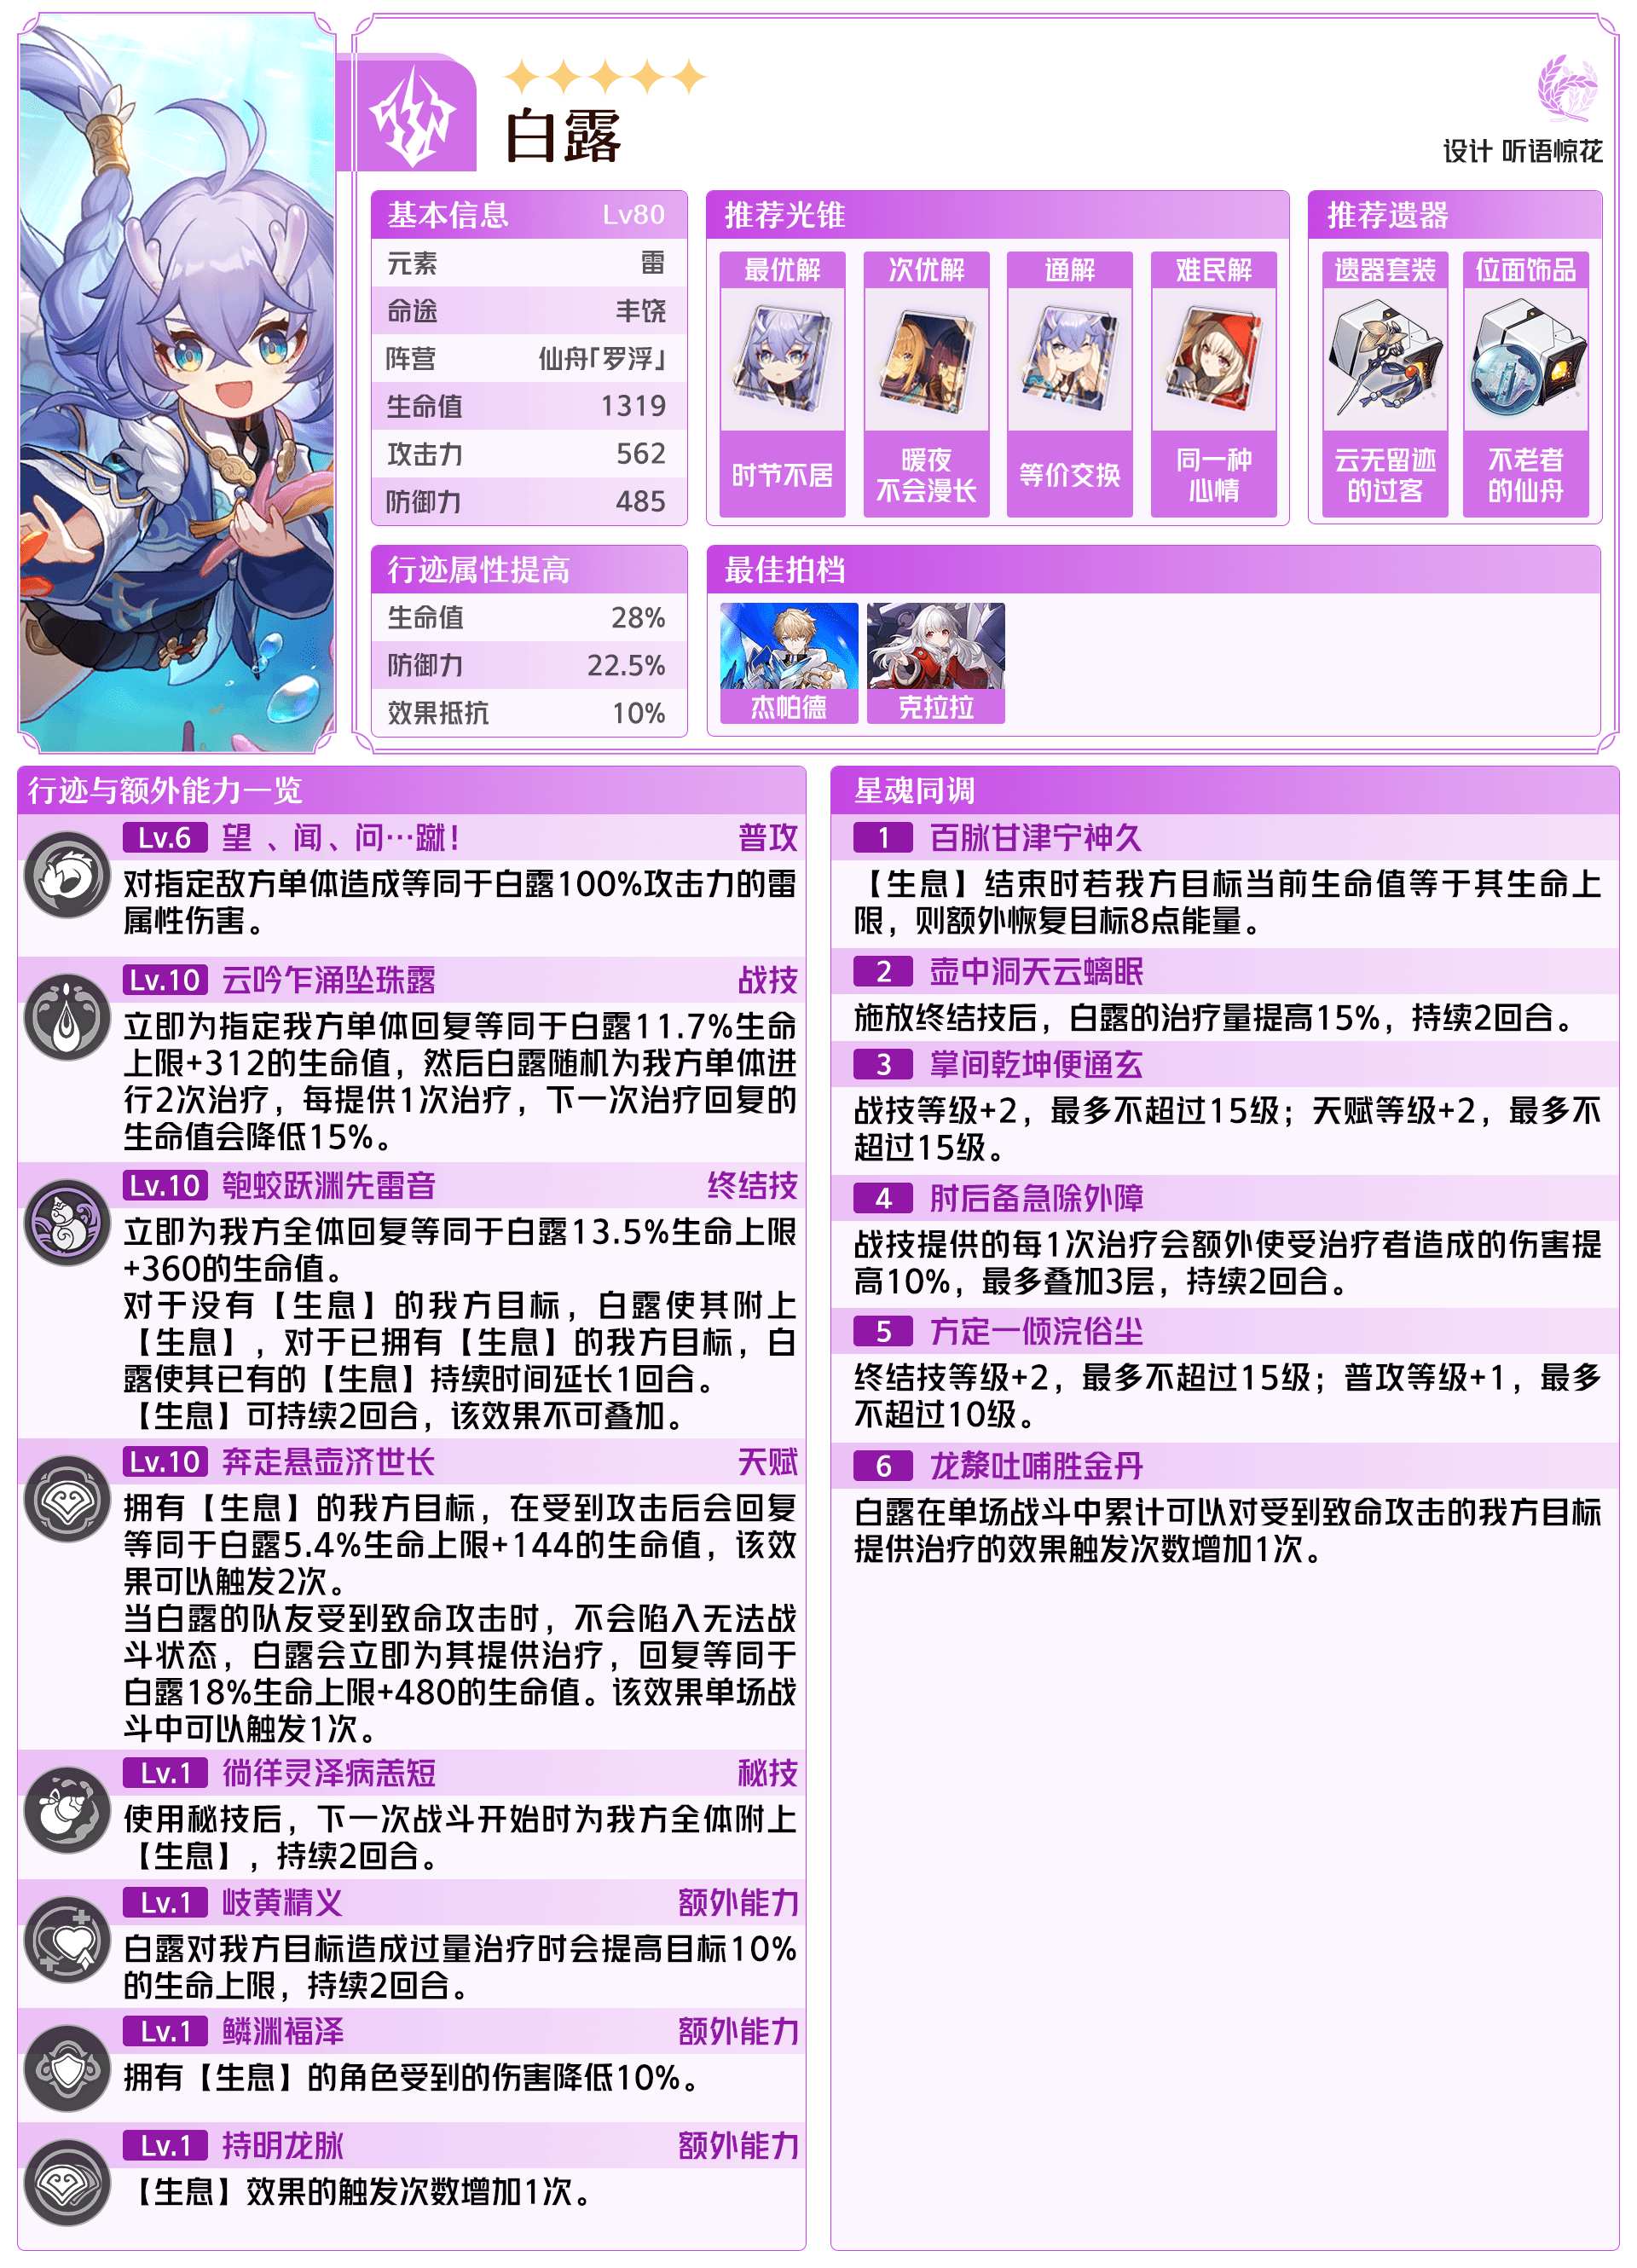 白露
设计 听语惊花
基本信息 Lv80
元素 雷
命途 丰饶
阵营 仙舟「罗浮」
生命值 1319
攻击力 562
防御力 485
推荐光锥
最优解 次优解 通解 难民解
时节不居
暖夜
不会漫长
等价交换
同一种
心情
推荐遗器
遗器套装 位面饰品
云无留迹
的过客
不老者
的仙舟
行迹属性提高
生命值 28%
防御力 22.5%
效果抵抗 10%
最佳拍档
杰帕德 克拉拉
行迹与额外能力一览
Lv.6 望、闻、问…蹴! 普攻
对指定敌方单体造成等同于白露100%攻击力的雷
属性伤害。
Lv.10 云吟乍涌坠珠露 战技
立即为指定我方单体回复等同于白露11.7%生命
上限+312的生命值，然后白露随机为我方单体进
行2次治疗，每提供1次治疗，下一次治疗回复的
生命值会降低15%。
Lv.10 匏蛟跃渊先雷音 终结技
立即为我方全体回复等同于白露13.5%生命上限
+360的生命值。
对于没有【生息】的我方目标，白露使其附上
【生息】，对于已拥有【生息】的我方目标，白
露使其已有的【生息】持续时间延长1回合。
【生息】可持续2回合，该效果不可叠加。
Lv.10 奔走悬壶济世长 天赋
拥有【生息】的我方目标，在受到攻击后会回复
等同于白露5.4%生命上限+144的生命值，该效
果可以触发2次。
当白露的队友受到致命攻击时，不会陷入无法战
斗状态，白露会立即为其提供治疗，回复等同于
白露18%生命上限+480的生命值。该效果单场战
斗中可以触发1次。
Lv.1 徜徉灵泽病恙短 秘技
使用秘技后，下一次战斗开始时为我方全体附上
【生息】，持续2回合。
Lv.1 岐黄精义 额外能力
白露对我方目标造成过量治疗时会提高目标10%
的生命上限，持续2回合。
Lv.1 鳞渊福泽 额外能力
拥有【生息】的角色受到的伤害降低10%。
Lv.1 持明龙脉 额外能力
【生息】效果的触发次数增加1次。
星魂同调
1 百脉甘津宁神久
【生息】结束时若我方目标当前生命值等于其生命上
限，则额外恢复目标8点能量。
2 壶中洞天云螭眠
施放终结技后，白露的治疗量提高15%，持续2回合。
3 掌间乾坤便通玄
战技等级+2，最多不超过15级；天赋等级+2，最多不
超过15级。
4 肘后备急除外障
战技提供的每1次治疗会额外使受治疗者造成的伤害提
高10%，最多叠加3层，持续2回合。
5 方定一倾浣俗尘
终结技等级+2，最多不超过15级；普攻等级+1，最多
不超过10级。
6 龙漦吐哺胜金丹
白露在单场战斗中累计可以对受到致命攻击的我方目标
提供治疗的效果触发次数增加1次。